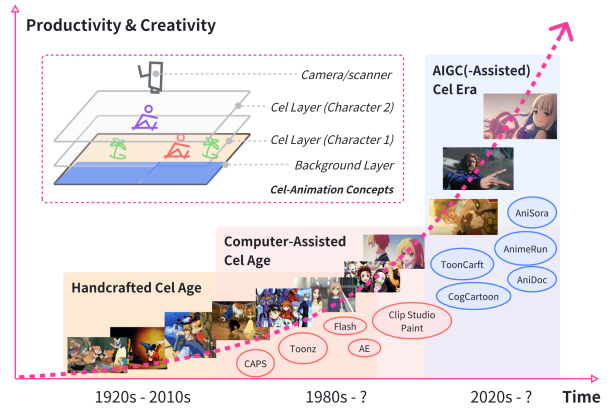 Productivity & Creativity
Camera/scanner
Cel Layer (Character 2)
Cel Layer (Character 1)
Background Layer
Cel-Animation Concepts
AIGC(-Assisted)
Cel Era
Computer-Assisted
Cel Age
Handcrafted Cel Age
AniSora
AnimeRun
ToonCarft
AniDoc
CogCartoon
Clip Studio
Paint
Flash
Toonz
AE
CAPS
1920s - 2010s
1980s - ?
2020s - ?
Time